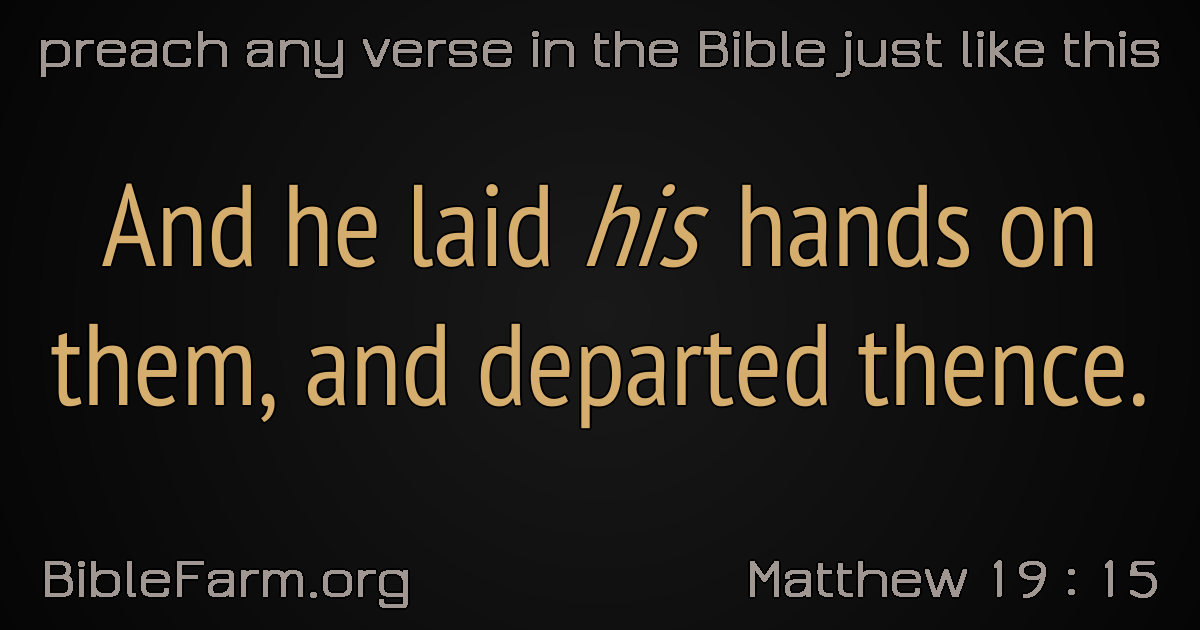 preach any verse in the Bible just like this
And he laid his hands on
them, and departed thence.
BibleFarm.org
Matthew 19 : 15